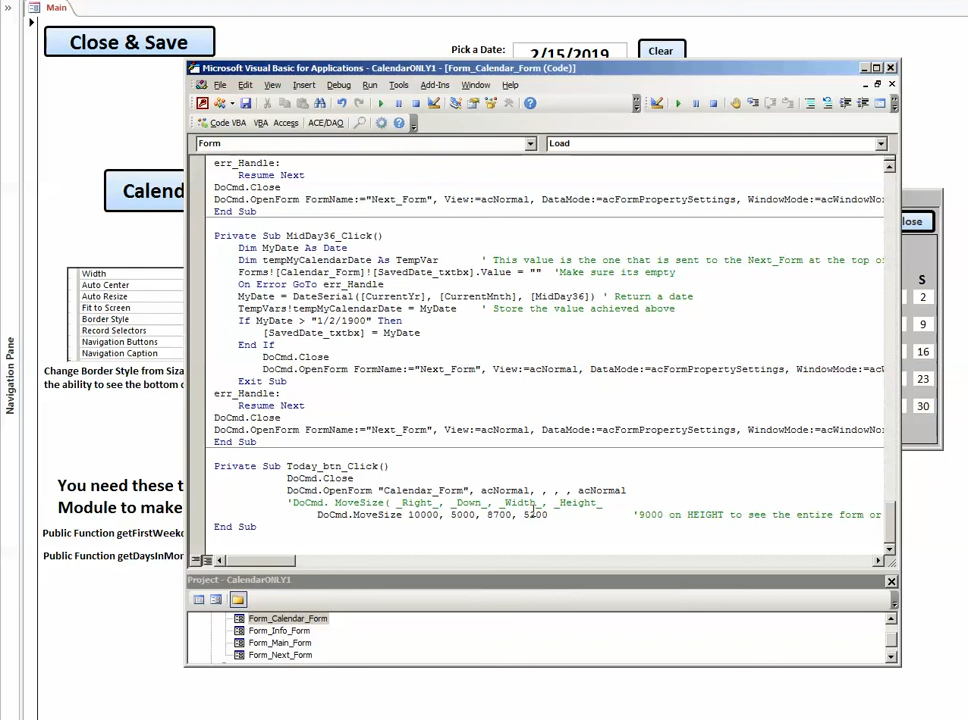 Main
Close & Save
Pick a Date:
2/15/2019
Clear
Microsoft Visual Basic for Applications - CalendarONLY1 - [Form_Calendar_Form (Code)]
File Edit View Insert Debug Run Tools Add-Ins Window Help
Code VBA VBA Access ACE/DAO
Form
Load
err_Handle:
Resume Next
DoCmd.Close
DoCmd.OpenForm FormName:="Next_Form", View:=acNormal, DataMode:=acFormPropertySettings, WindowMode:=acWindowNor
End Sub
Private Sub MidDay36_Click()
Dim MyDate As Date
Dim tempMyCalendarDate As TempVar ' This value is the one that is sent to the Next_Form at the top of
Forms![Calendar_Form]![SavedDate_txtbx].Value = "" 'Make sure its empty
On Error GoTo err_Handle
MyDate = DateSerial([CurrentYr], [CurrentMnth], [MidDay36]) ' Return a date
TempVars!tempMyCalendarDate = MyDate ' Store the value achieved above
If MyDate > "1/2/1900" Then
[SavedDate_txtbx] = MyDate
End If
DoCmd.Close
DoCmd.OpenForm FormName:="Next_Form", View:=acNormal, DataMode:=acFormPropertySettings, WindowMode:=acW
Exit Sub
err_Handle:
Resume Next
DoCmd.Close
DoCmd.OpenForm FormName:="Next_Form", View:=acNormal, DataMode:=acFormPropertySettings, WindowMode:=acWindowNor
End Sub
Private Sub Today_btn_Click()
DoCmd.Close
DoCmd.OpenForm "Calendar_Form", acNormal, , , , acNormal
'DoCmd. MoveSize( _Right_, _Down_, _Width_, _Height_
DoCmd.MoveSize 10000, 5000, 8700, 5200 '9000 on HEIGHT to see the entire form or
End Sub
Project - CalendarONLY1
Form_Calendar_Form
Form_Info_Form
Form_Main_Form
Form_Next_Form
Calend
Width
Auto Center
Auto Resize
Fit to Screen
Border Style
Record Selectors
Navigation Buttons
Navigation Caption
Change Border Style from Siza
the ability to see the bottom o
You need these t
Module to make
Public Function getFirstWeekd
Public Function getDaysInMor
Navigation Pane
lose
S
2
9
16
23
30